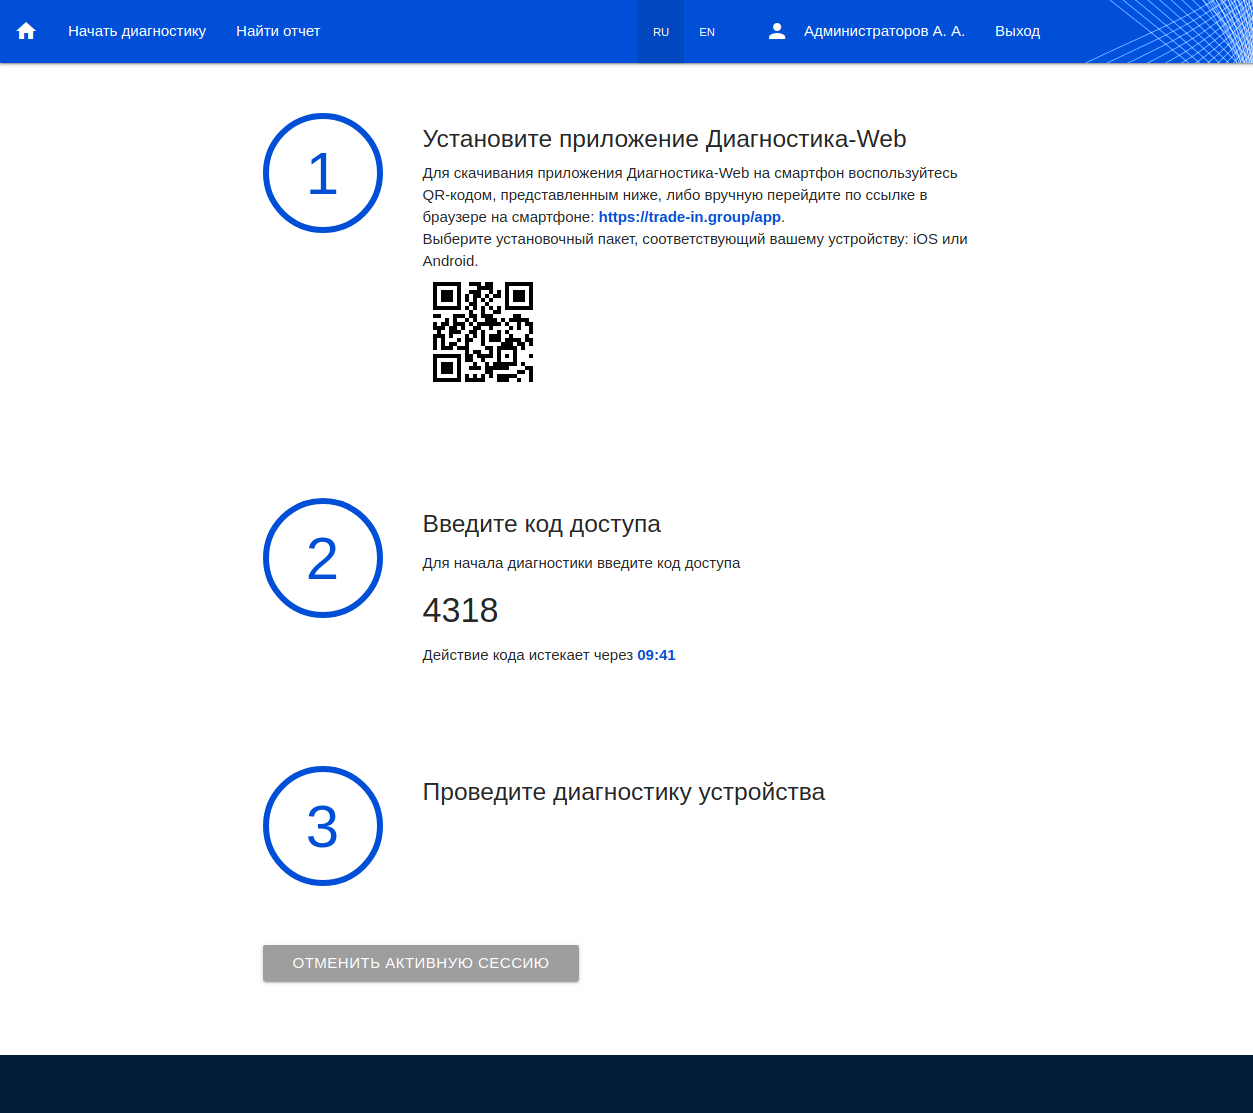 Начать диагностику Найти отчет RU EN Администраторов А. А. Выход
1
Установите приложение Диагностика-Web
Для скачивания приложения Диагностика-Web на смартфон воспользуйтесь
QR-кодом, представленным ниже, либо вручную перейдите по ссылке в
браузере на смартфоне: https://trade-in.group/app.
Выберите установочный пакет, соответствующий вашему устройству: iOS или
Android.
2
Введите код доступа
Для начала диагностики введите код доступа
4318
Действие кода истекает через 09:41
3
Проведите диагностику устройства
ОТМЕНИТЬ АКТИВНУЮ СЕССИЮ